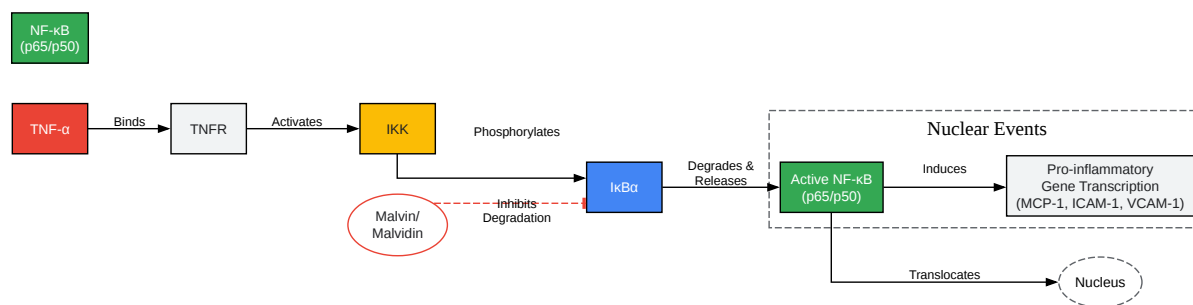 NF-κB
(p65/p50)
TNF-α
Binds
TNFR
Activates
IKK
Phosphorylates
Inhibits
Degradation
Malvin/
Malvidin
IκBα
Degrades &
Releases
Nuclear Events
Active NF-κB
(p65/p50)
Induces
Pro-inflammatory
Gene Transcription
(MCP-1, ICAM-1, VCAM-1)
Translocates
Nucleus